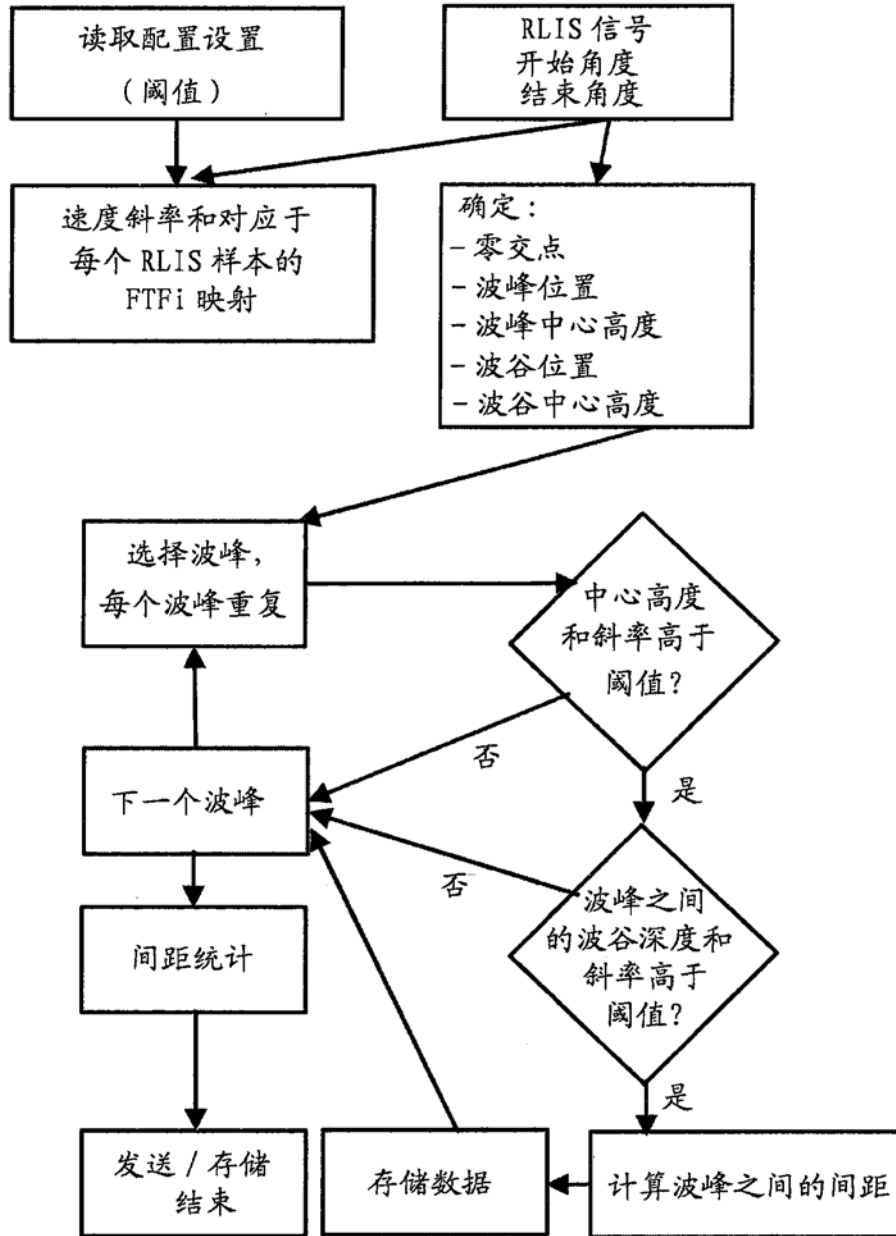 读取配置设置
(阈值)
RLIS 信号
开始角度
结束角度
速度斜率和对应于
每个 RLIS 样本的
FTFi 映射
确定:
-零交点
-波峰位置
-波峰中心高度
-波谷位置
-波谷中心高度
选择波峰,
每个波峰重复
中心高度
和斜率高于
阈值?
否
是
下一个波峰
否
波峰之间
的波谷深度和
斜率高于
阈值?
间距统计
是
发送 / 存储
结束
存储数据
计算波峰之间的间距